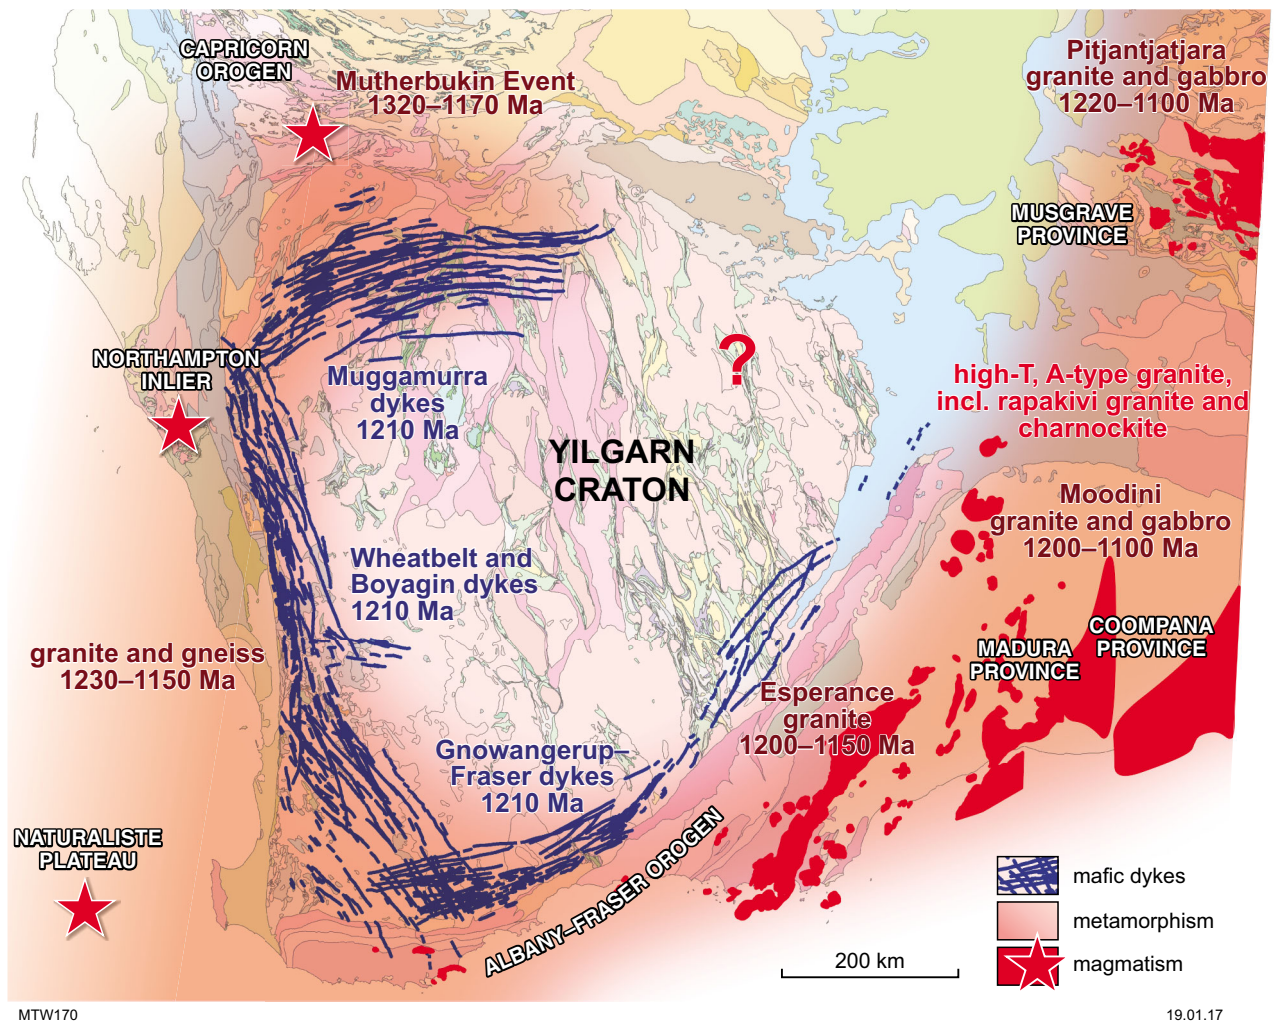 CAPRICORN
OROGEN
Mutherbukin Event
1320–1170 Ma
Pitjantjatjara
granite and gabbro
1220–1100 Ma
MUSGRAVE
PROVINCE
NORTHAMPTON
INLIER
Muggamurra
dykes
1210 Ma
?
high-T, A-type granite,
incl. rapakivi granite and
charnockite
YILGARN
CRATON
Moodini
granite and gabbro
1200–1100 Ma
Wheatbelt and
Boyagin dykes
1210 Ma
granite and gneiss
1230–1150 Ma
MADURA
PROVINCE
COOMPANA
PROVINCE
Esperance
granite
1200–1150 Ma
Gnowangerup–
Fraser dykes
1210 Ma
NATURALISTE
PLATEAU
ALBANY–FRASER OROGEN
mafic dykes
metamorphism
magmatism
200 km
MTW170
19.01.17